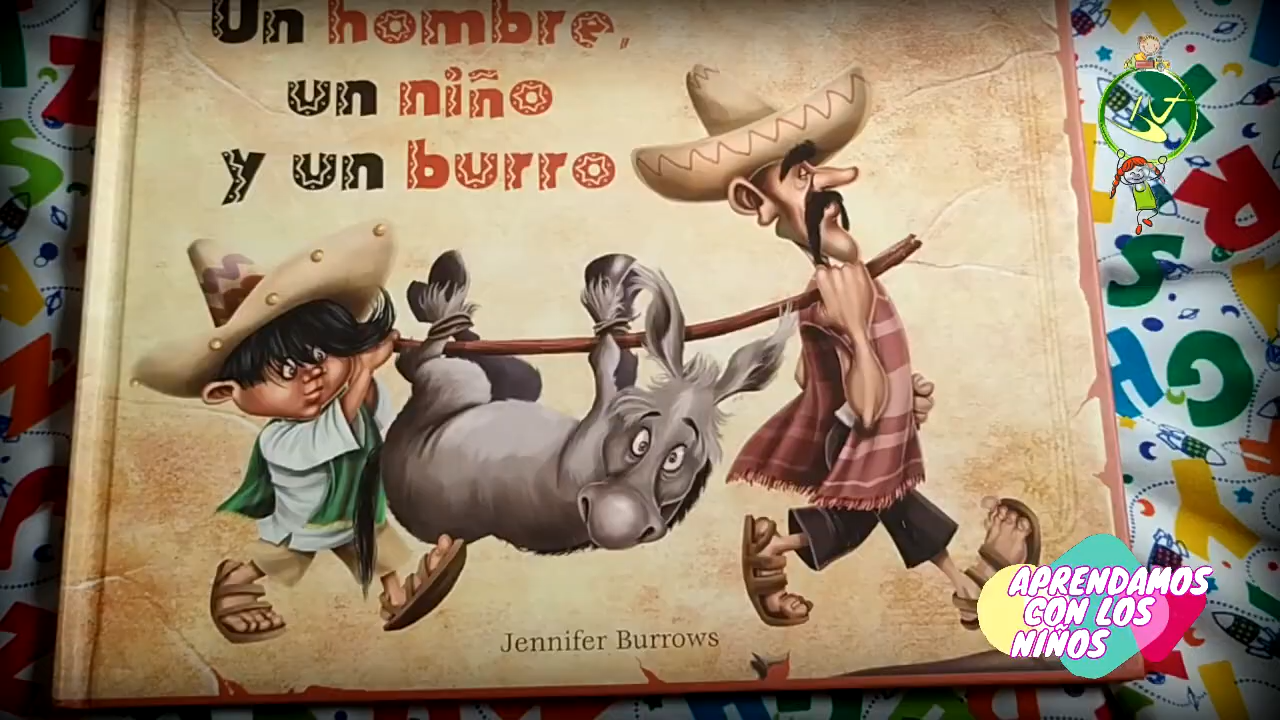 Un hombre,
un niño
y un burro
Jennifer Burrows
APRENDAMOS
CON LOS
NIÑOS